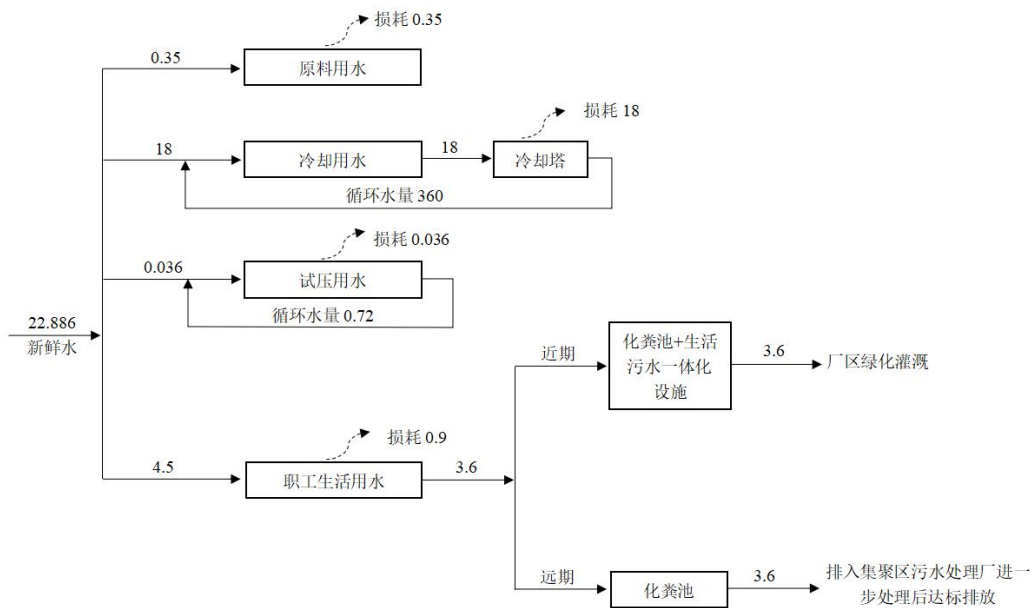 损耗 0.35
0.35
原料用水
损耗 18
18
冷却用水
18
冷却塔
循环水量 360
损耗 0.036
0.036
试压用水
循环水量 0.72
22.886
新鲜水
近期
化粪池+生活
污水一体化
设施
3.6
厂区绿化灌溉
损耗 0.9
4.5
职工生活用水
3.6
远期
化粪池
3.6
排入集聚区污水处理厂进一
步处理后达标排放